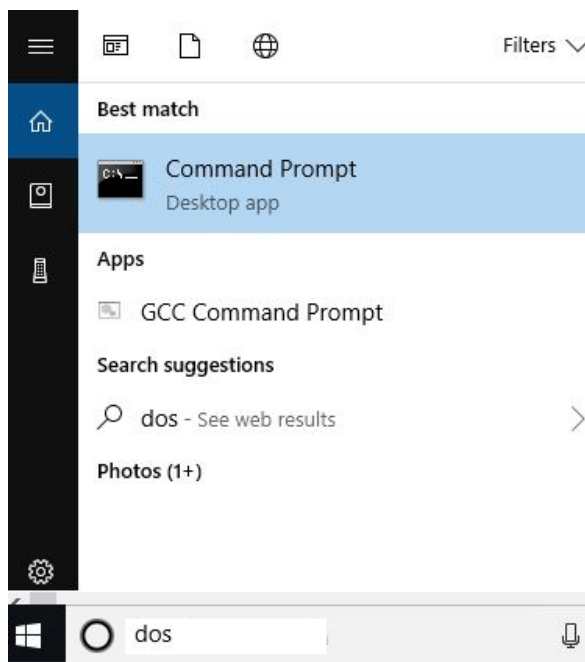 Filters
Best match
C:\_
Command Prompt
Desktop app
Apps
GCC Command Prompt
Search suggestions
dos - See web results
Photos (1+)
dos